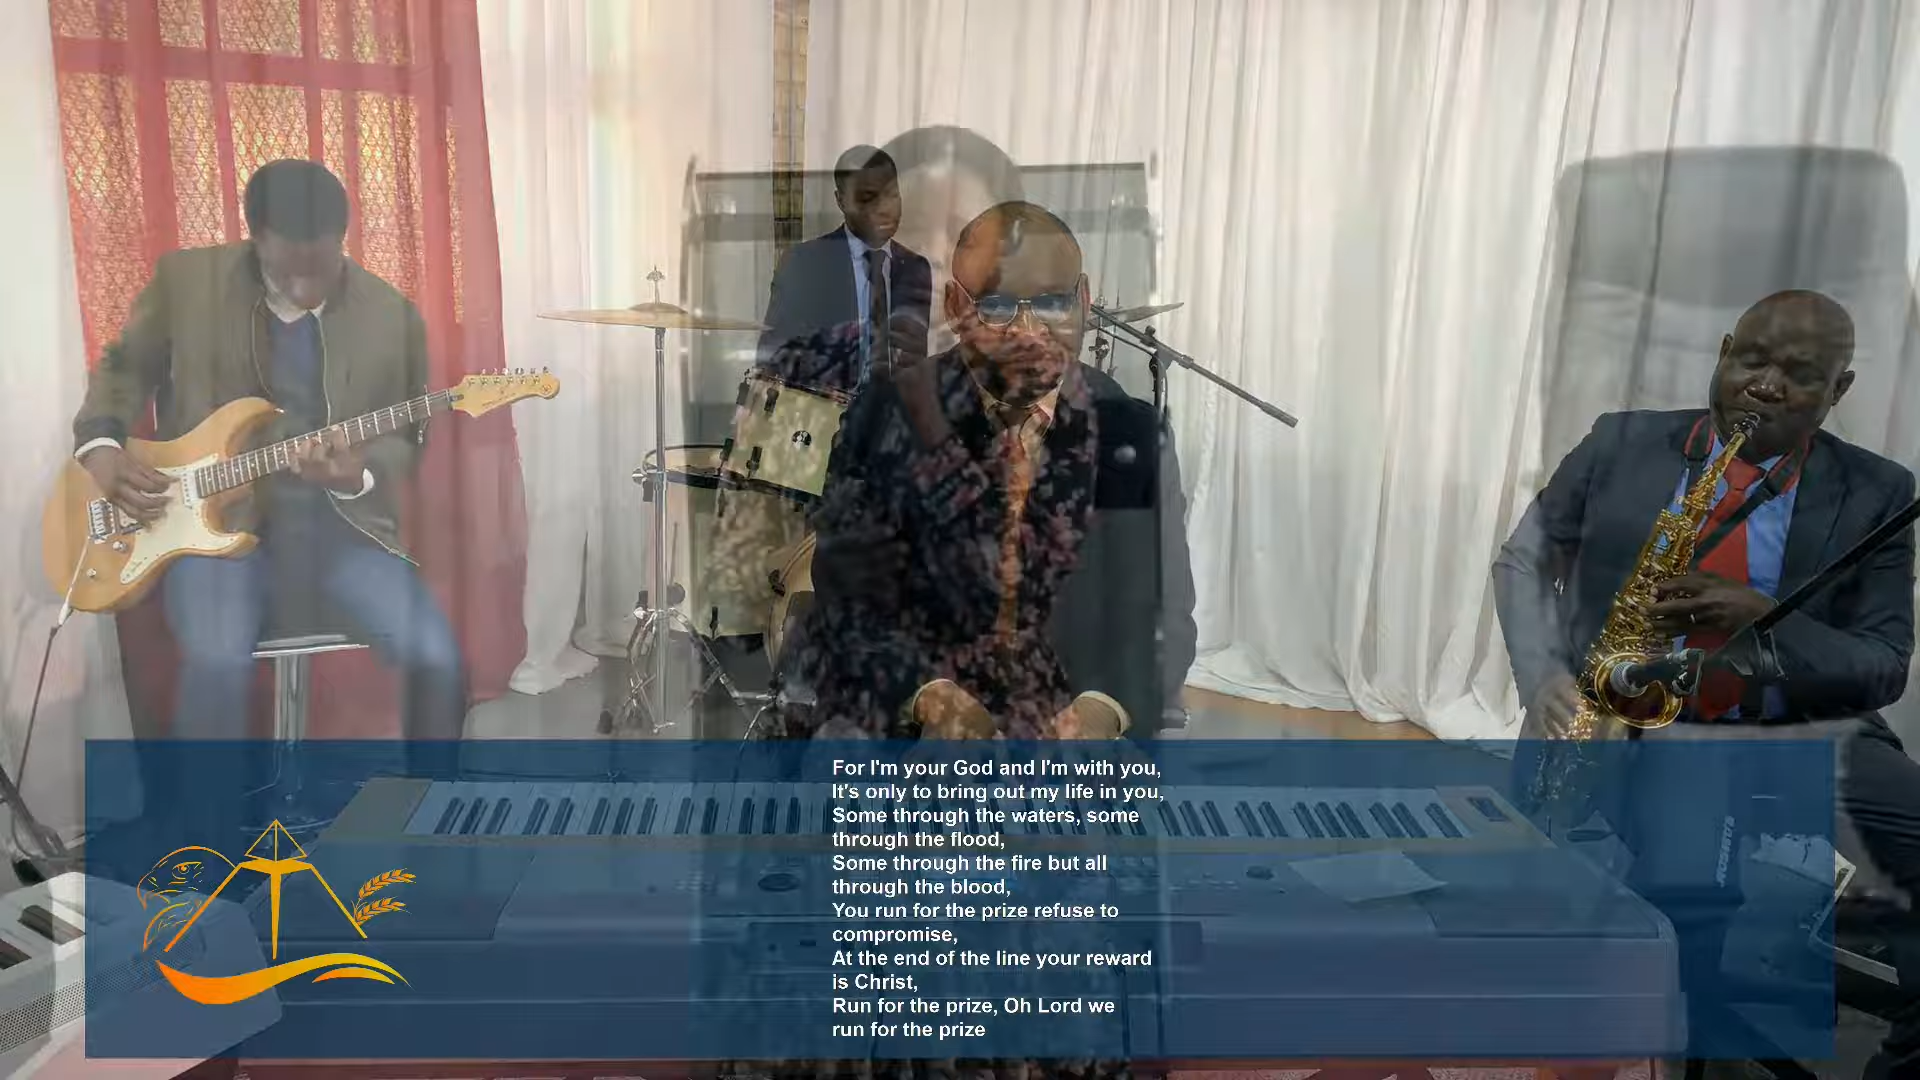 For I'm your God and I'm with you,
It's only to bring out my life in you,
Some through the waters, some
through the flood,
Some through the fire but all
through the blood,
You run for the prize refuse to
compromise,
At the end of the line your reward
is Christ,
Run for the prize, Oh Lord we
run for the prize